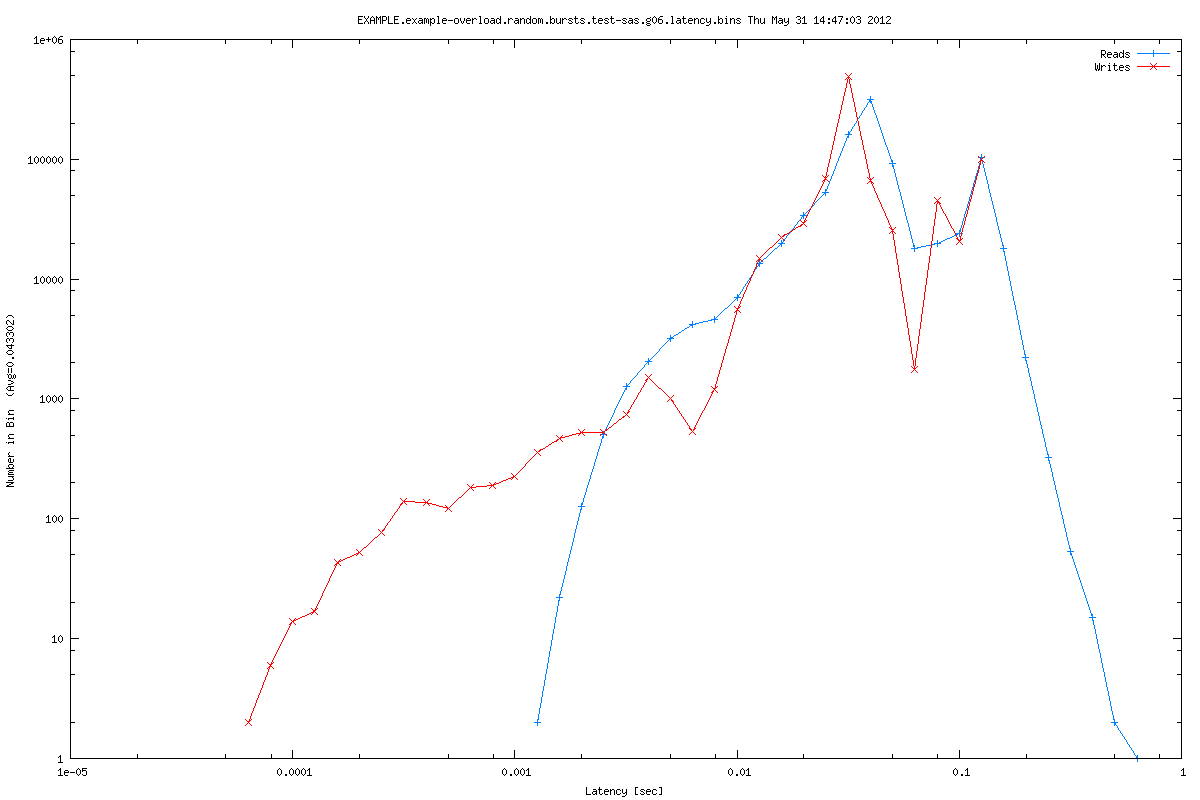 EXAMPLE.example-overload.random.bursts.test-sas.g06.latency.bins Thu May 31 14:47:03 2012
1e+06
Reads
Writes
100000
10000
1000
Number in Bin (Avg=0.043302)
100
10
1
1e-05 0.0001 0.001 0.01 0.1 1
Latency [sec]